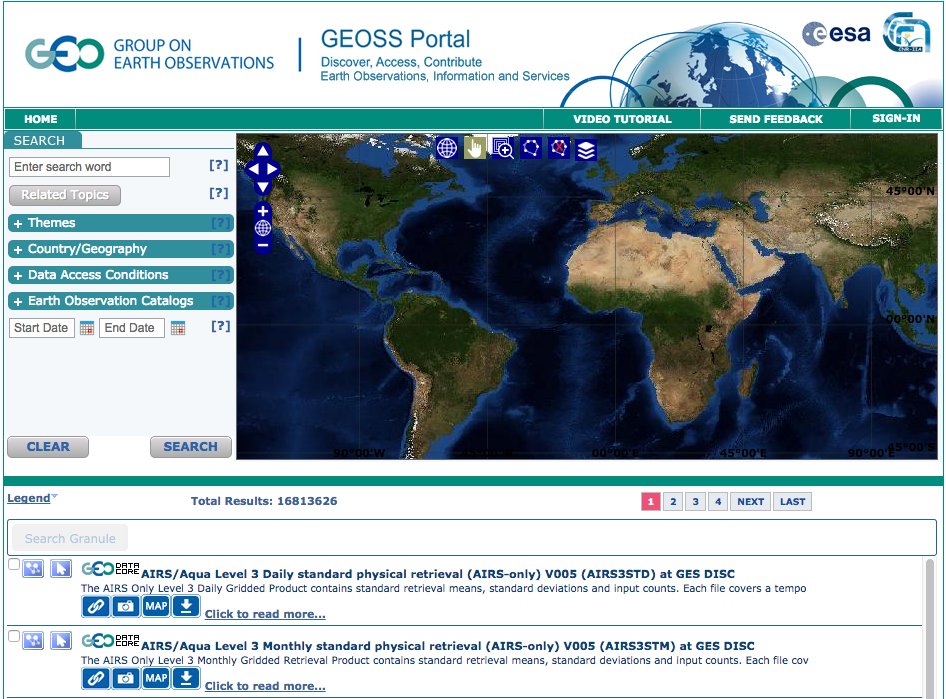 GEO GROUP ON
EARTH OBSERVATIONS
GEOSS Portal
Discover, Access, Contribute
Earth Observations, Information and Services
esa
CNR-IIA
HOME
VIDEO TUTORIAL
SEND FEEDBACK
SIGN-IN
SEARCH
Enter search word
[?]
Related Topics
[?]
+ Themes [?]
+ Country/Geography [?]
+ Data Access Conditions [?]
+ Earth Observation Catalogs [?]
Start Date
End Date
[?]
CLEAR
SEARCH
45°00'N
00°00'N
45°00'S
90°00'W
00°00'E
45°00'E
90°00'E
Legend
Total Results: 16813626
1 2 3 4 NEXT LAST
Search Granule
GEO DATA CORE AIRS/Aqua Level 3 Daily standard physical retrieval (AIRS-only) V005 (AIRS3STD) at GES DISC
The AIRS Only Level 3 Daily Gridded Product contains standard retrieval means, standard deviations and input counts. Each file covers a tempo
MAP
Click to read more...
GEO DATA CORE AIRS/Aqua Level 3 Monthly standard physical retrieval (AIRS-only) V005 (AIRS3STM) at GES DISC
The AIRS Only Level 3 Monthly Gridded Retrieval Product contains standard retrieval means, standard deviations and input counts. Each file cov
MAP
Click to read more...